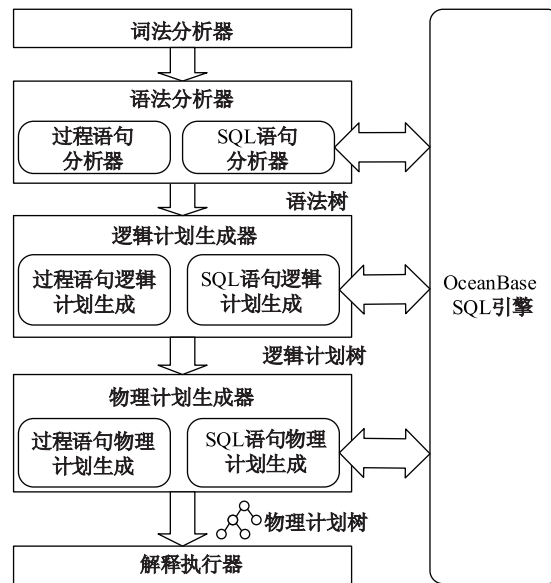 词法分析器
语法分析器
过程语句
分析器
SQL语句
分析器
语法树
逻辑计划生成器
过程语句逻辑
计划生成
SQL语句逻辑
计划生成
逻辑计划树
物理计划生成器
过程语句物理
计划生成
SQL语句物理
计划生成
物理计划树
解释执行器
OceanBase
SQL引擎